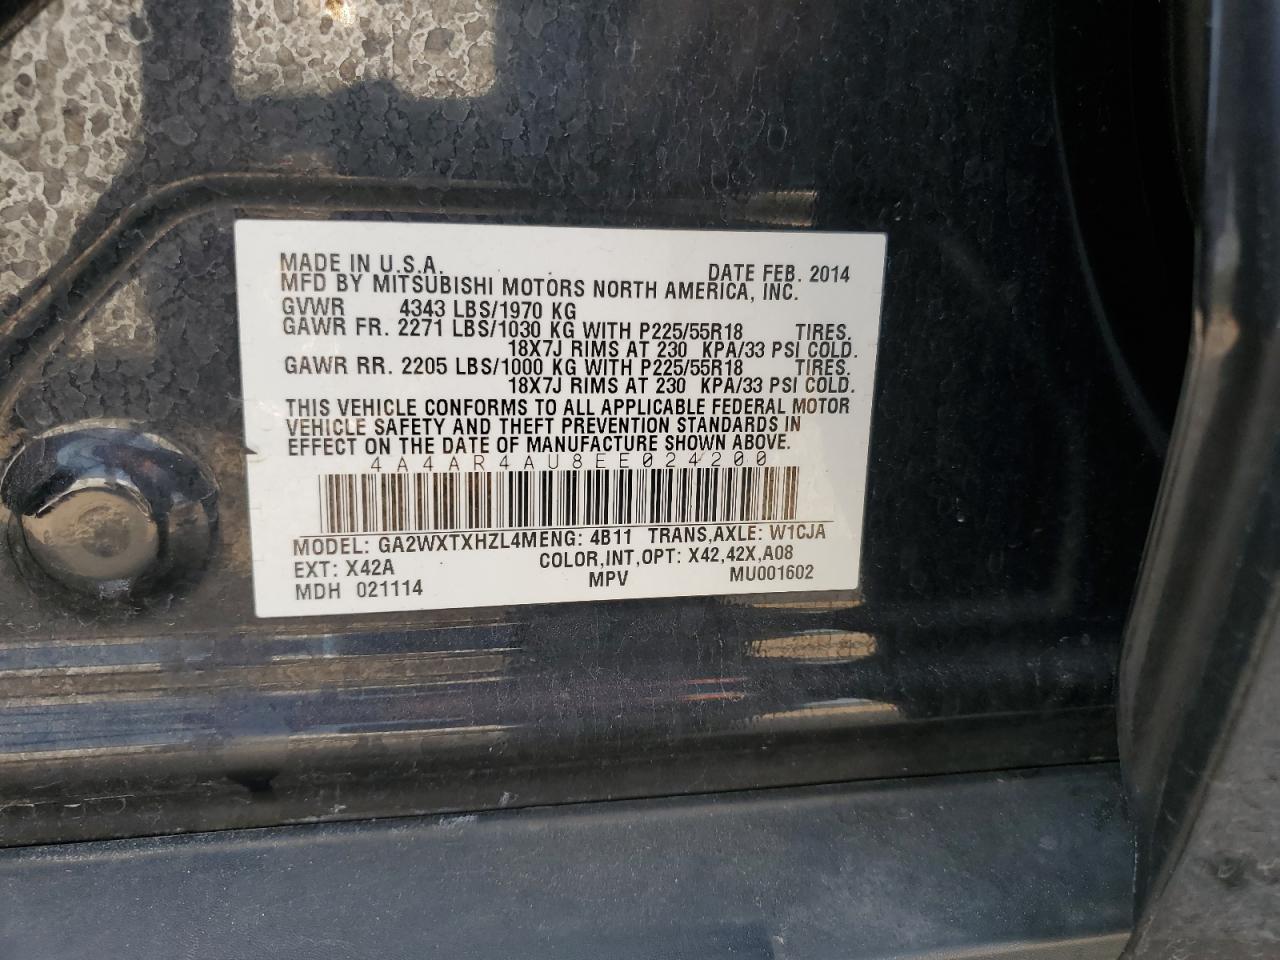 MADE IN U.S.A. DATE FEB. 2014
MFD BY MITSUBISHI MOTORS NORTH AMERICA, INC.
GVWR 4343 LBS/1970 KG
GAWR FR. 2271 LBS/1030 KG WITH P225/55R18 TIRES.
18X7J RIMS AT 230 KPA/33 PSI COLD.
GAWR RR. 2205 LBS/1000 KG WITH P225/55R18 TIRES.
18X7J RIMS AT 230 KPA/33 PSI COLD.
THIS VEHICLE CONFORMS TO ALL APPLICABLE FEDERAL MOTOR
VEHICLE SAFETY AND THEFT PREVENTION STANDARDS IN
EFFECT ON THE DATE OF MANUFACTURE SHOWN ABOVE.
4A4AR4AU8EE024200
MODEL: GA2WXTXHZL4MENG: 4B11 TRANS,AXLE: W1CJA
EXT: X42A COLOR,INT,OPT: X42,42X,A08
MDH 021114 MPV MU001602